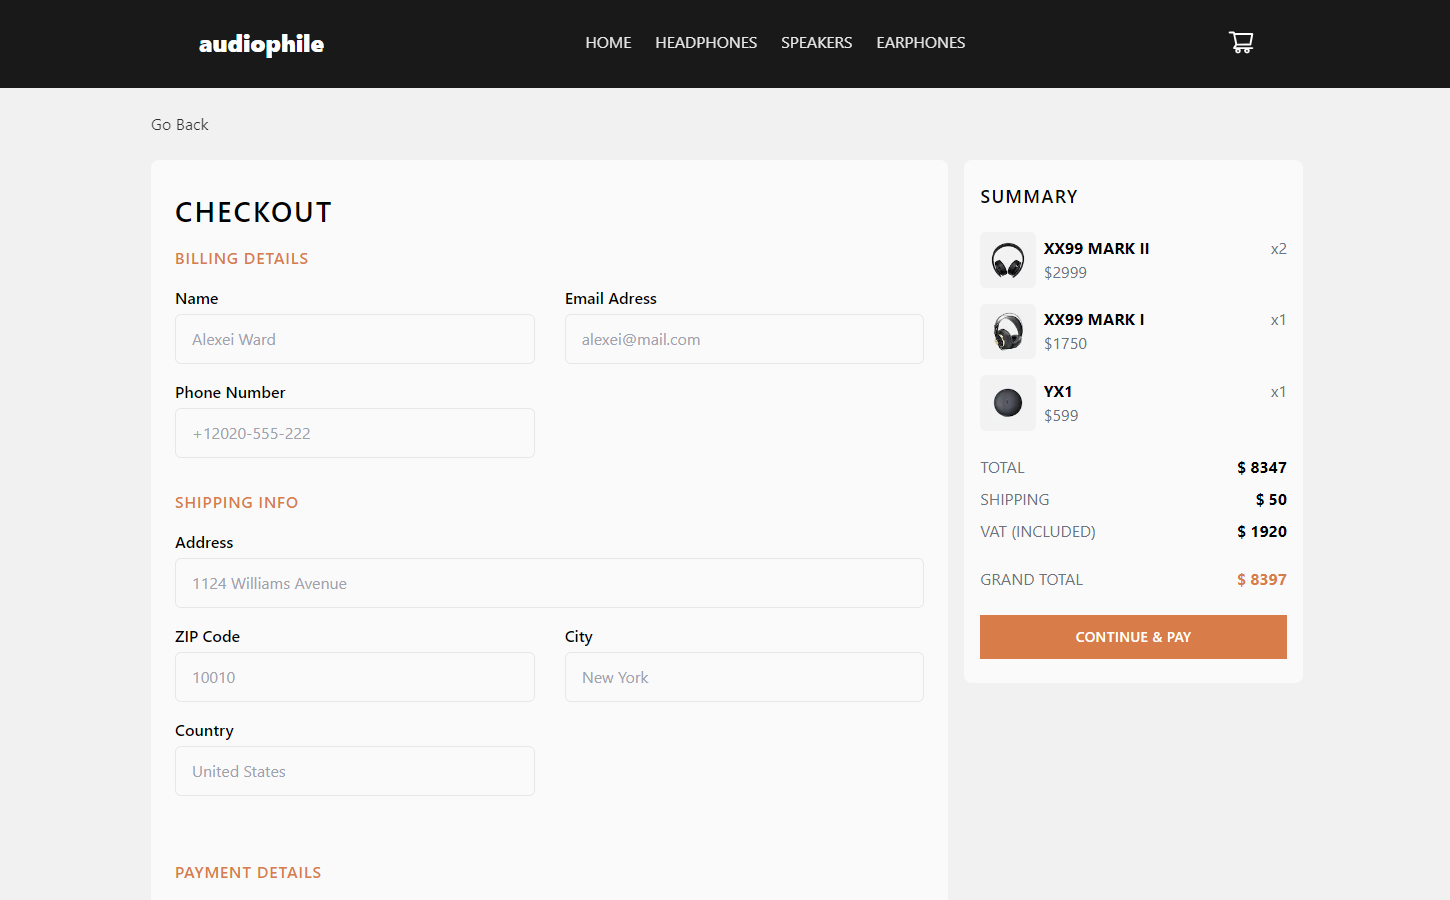 audiophile
HOME HEADPHONES SPEAKERS EARPHONES
Go Back
CHECKOUT
BILLING DETAILS
Name
Alexei Ward
Email Adress
alexei@mail.com
Phone Number
+12020-555-222
SHIPPING INFO
Address
1124 Williams Avenue
ZIP Code
10010
City
New York
Country
United States
PAYMENT DETAILS
SUMMARY
XX99 MARK II x2
$2999
XX99 MARK I x1
$1750
YX1 x1
$599
TOTAL $ 8347
SHIPPING $ 50
VAT (INCLUDED) $ 1920
GRAND TOTAL $ 8397
CONTINUE & PAY